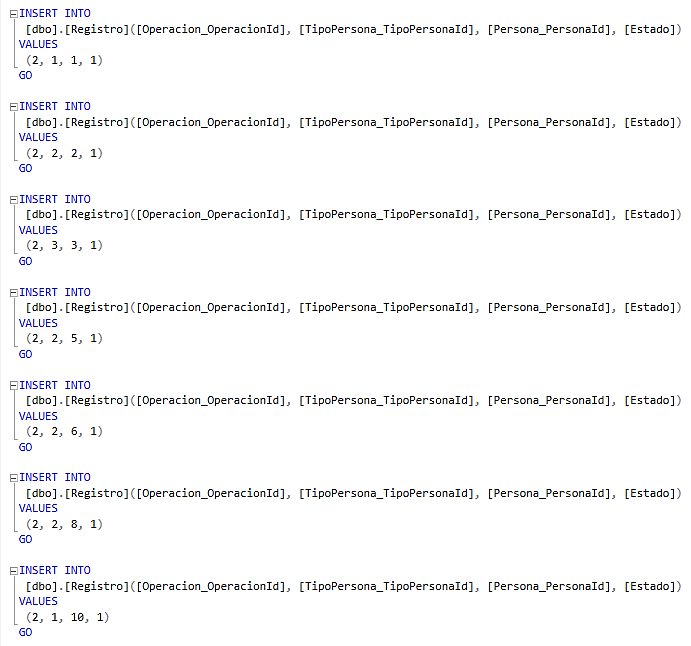 INSERT INTO
[dbo].[Registro]([Operacion_OperacionId], [TipoPersona_TipoPersonaId], [Persona_PersonaId], [Estado])
VALUES
(2, 1, 1, 1)
GO
INSERT INTO
[dbo].[Registro]([Operacion_OperacionId], [TipoPersona_TipoPersonaId], [Persona_PersonaId], [Estado])
VALUES
(2, 2, 2, 1)
GO
INSERT INTO
[dbo].[Registro]([Operacion_OperacionId], [TipoPersona_TipoPersonaId], [Persona_PersonaId], [Estado])
VALUES
(2, 3, 3, 1)
GO
INSERT INTO
[dbo].[Registro]([Operacion_OperacionId], [TipoPersona_TipoPersonaId], [Persona_PersonaId], [Estado])
VALUES
(2, 2, 5, 1)
GO
INSERT INTO
[dbo].[Registro]([Operacion_OperacionId], [TipoPersona_TipoPersonaId], [Persona_PersonaId], [Estado])
VALUES
(2, 2, 6, 1)
GO
INSERT INTO
[dbo].[Registro]([Operacion_OperacionId], [TipoPersona_TipoPersonaId], [Persona_PersonaId], [Estado])
VALUES
(2, 2, 8, 1)
GO
INSERT INTO
[dbo].[Registro]([Operacion_OperacionId], [TipoPersona_TipoPersonaId], [Persona_PersonaId], [Estado])
VALUES
(2, 1, 10, 1)
GO